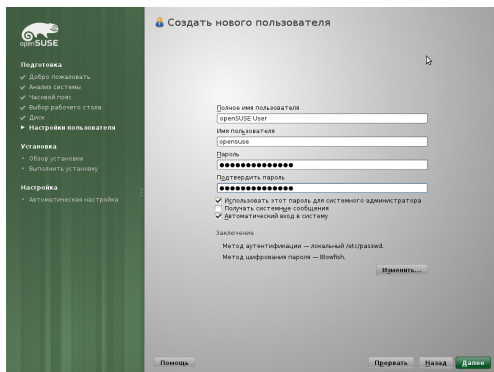 openSUSE
Подготовка
Добро пожаловать
Анализ системы
Часовой пояс
Выбор рабочего стола
Диск
Настройки пользователя
Установка
Обзор установки
Выполнить установку
Настройка
Автоматическая настройка
Создать нового пользователя
Полное имя пользователя
openSUSE User
Имя пользователя
opensuse
Пароль
●●●●●●●●●●●●●●
Подтвердить пароль
●●●●●●●●●●●●●●
Использовать этот пароль для системного администратора
Получать системные сообщения
Автоматический вход в систему
Заключение
Метод аутентификации — локальный /etc/passwd.
Метод шифрования пароля — Blowfish.
Изменить...
Помощь
Прервать
Назад
Далее